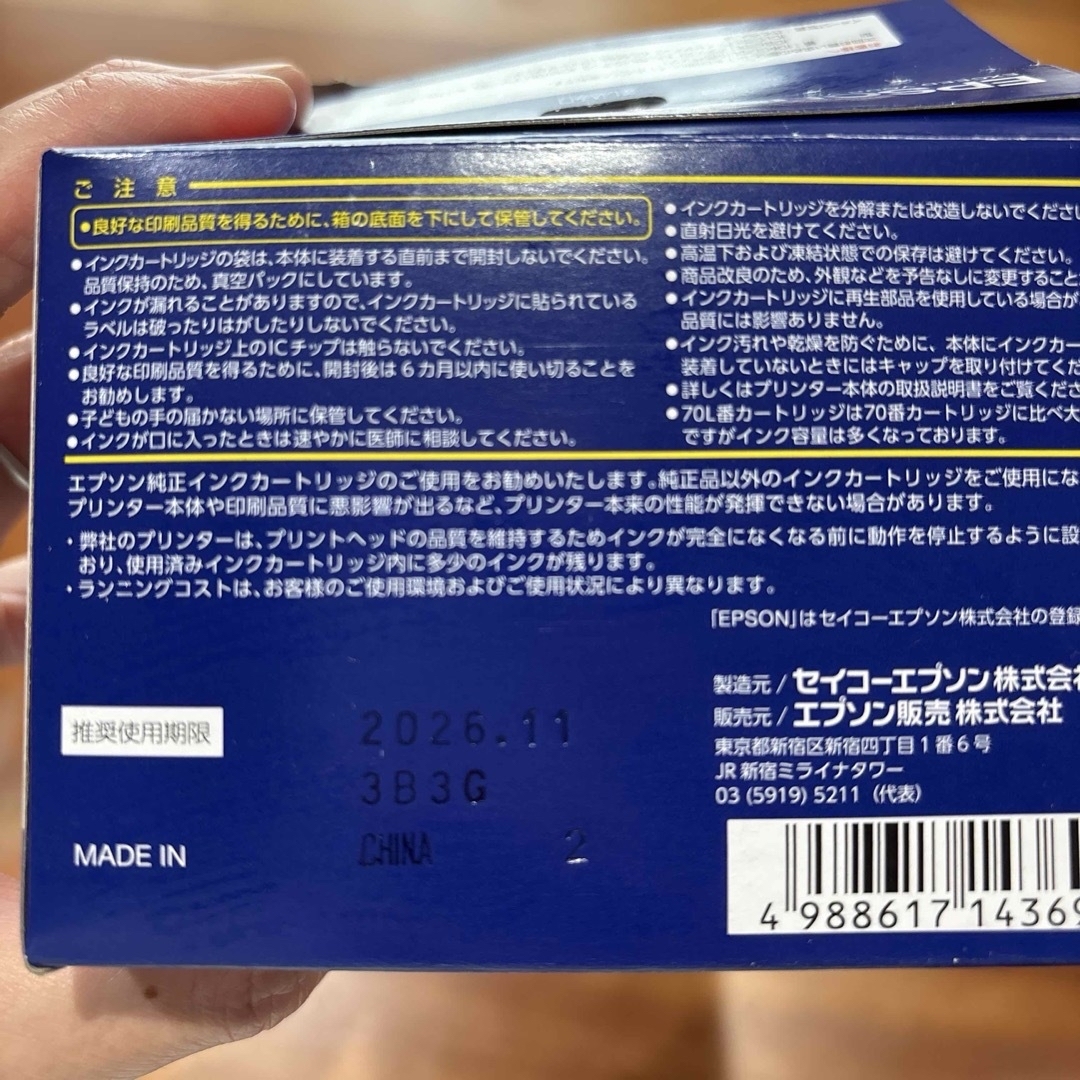 ご注意
●良好な印刷品質を得るために、箱の底面を下にして保管してください。
●インクカートリッジの袋は、本体に装着する直前まで開封しないでください。
品質保持のため、真空パックにしています。
●インクが漏れることがありますので、インクカートリッジに貼られている
ラベルは破ったりはがしたりしないでください。
●インクカートリッジ上のICチップは触らないでください。
●良好な印刷品質を得るために、開封後は6カ月以内に使い切ることを
お勧めします。
●子どもの手の届かない場所に保管してください。
●インクが口に入ったときは速やかに医師に相談してください。
●インクカートリッジを分解または改造しないでくださ
●直射日光を避けてください。
●高温下および凍結状態での保存は避けてください。
●商品改良のため、外観などを予告なしに変更すること
●インクカートリッジに再生部品を使用している場合が
品質には影響ありません。
●インク汚れや乾燥を防ぐために、本体にインクカー
装着していないときにはキャップを取り付けてくだ
●詳しくはプリンター本体の取扱説明書をご覧くださ
●70L番カートリッジは70番カートリッジに比べ大
ですがインク容量は多くなっております。
エプソン純正インクカートリッジのご使用をお勧めいたします。純正品以外のインクカートリッジをご使用にな
プリンター本体や印刷品質に悪影響が出るなど、プリンター本来の性能が発揮できない場合があります。
・弊社のプリンターは、プリントヘッドの品質を維持するためインクが完全になくなる前に動作を停止するように設
おり、使用済みインクカートリッジ内に多少のインクが残ります。
・ランニングコストは、お客様のご使用環境およびご使用状況により異なります。
「EPSON」はセイコーエプソン株式会社の登録
製造元/セイコーエプソン株式会社
販売元/エプソン販売株式会社
東京都新宿区新宿四丁目1番6号
JR新宿ミライナタワー
03 (5919) 5211 (代表)
推奨使用期限
2026.11
3B3G
MADE IN CHINA 2
4 988617 14369